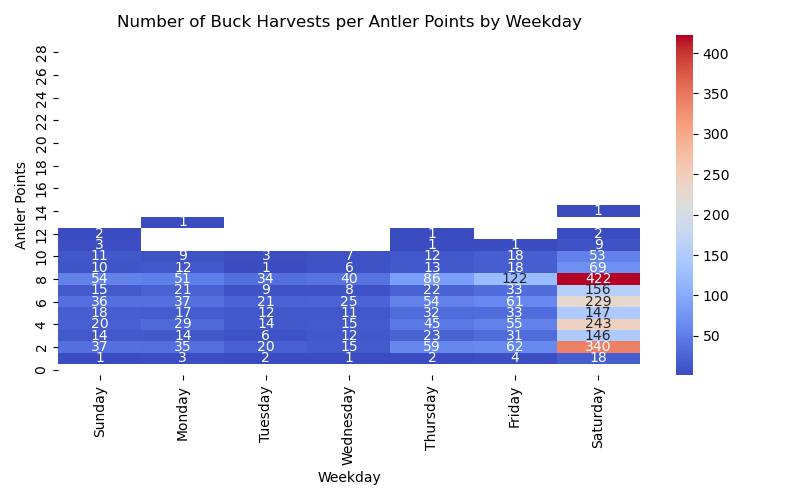 Number of Buck Harvests per Antler Points by Weekday
Antler Points
28
26
24
22
20
18
16
14 1
1
12 2 1 2
3 1 1 9
10 11 9 3 7 12 18 53
10 12 1 6 13 18 69
8 54 51 34 40 86 122 422
15 21 9 8 22 33 156
6 36 37 21 25 54 61 229
18 17 12 11 32 33 147
4 20 29 14 15 45 55 243
14 14 6 12 23 31 146
2 37 35 20 15 59 62 340
1 3 2 1 2 4 18
0
Sunday Monday Tuesday Wednesday Thursday Friday Saturday
Weekday
400
350
300
250
200
150
100
50